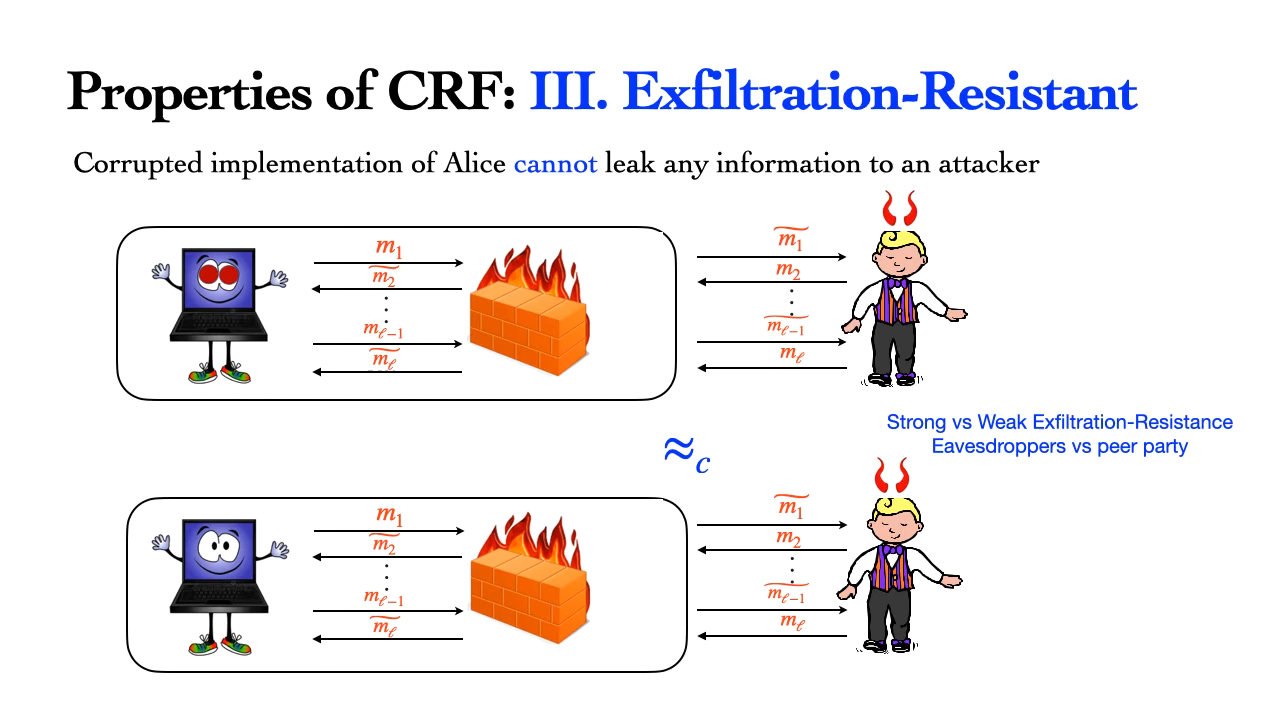 Properties of CRF: III. Exfiltration-Resistant
Corrupted implementation of Alice cannot leak any information to an attacker
m₁
m̃₂
⋮
mℓ₋₁
m̃ℓ
m̃₁
m₂
⋮
m̃ℓ₋₁
mℓ
Strong vs Weak Exfiltration-Resistance
Eavesdroppers vs peer party
≈c
m₁
m̃₂
⋮
mℓ₋₁
m̃ℓ
m̃₁
m₂
⋮
m̃ℓ₋₁
mℓ